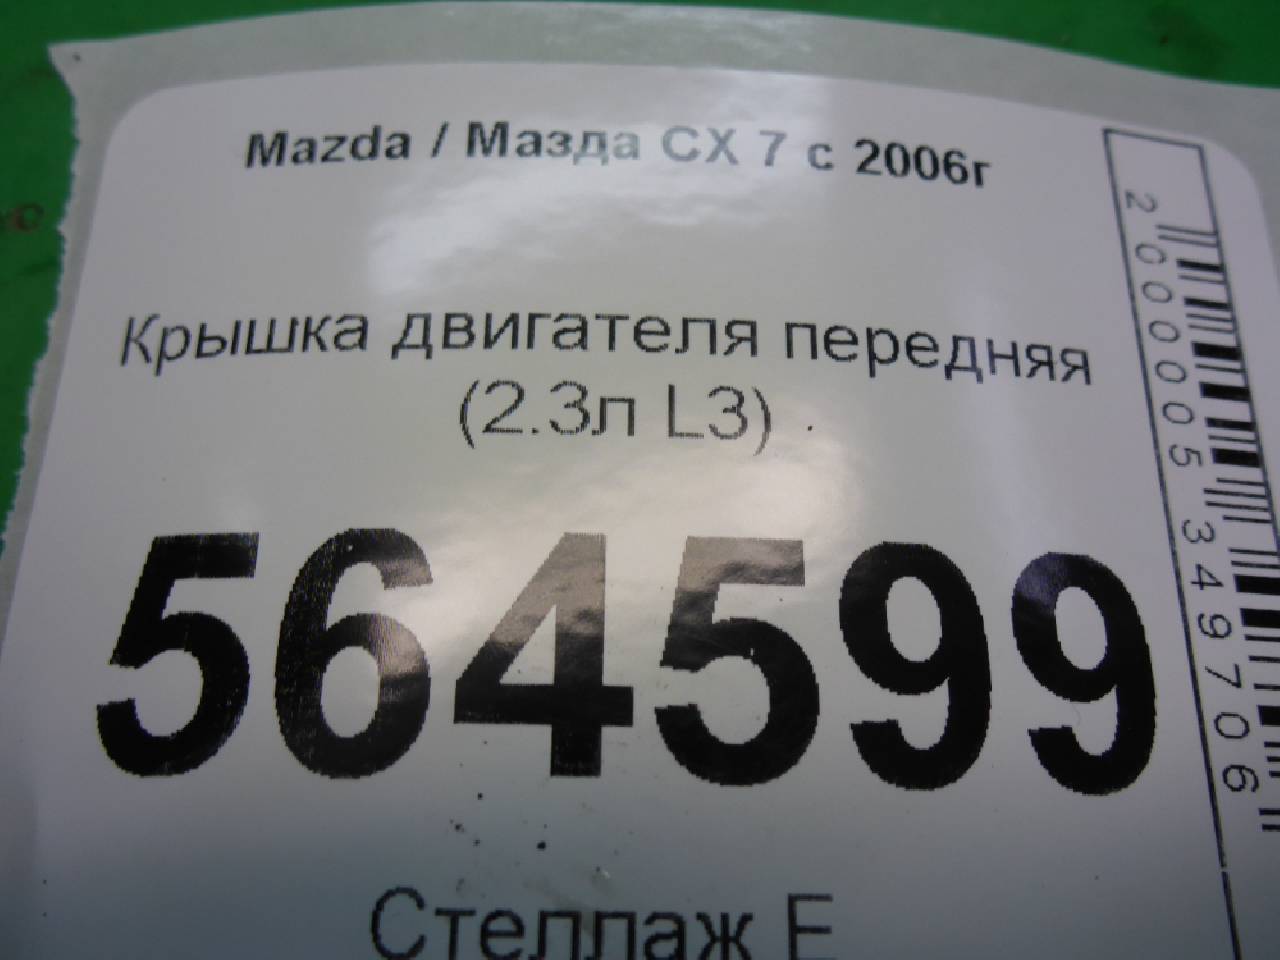 Mazda / Мазда CX 7 с 2006г
Крышка двигателя передняя
(2.3л L3)
564599
Стеллаж E
2000005349706